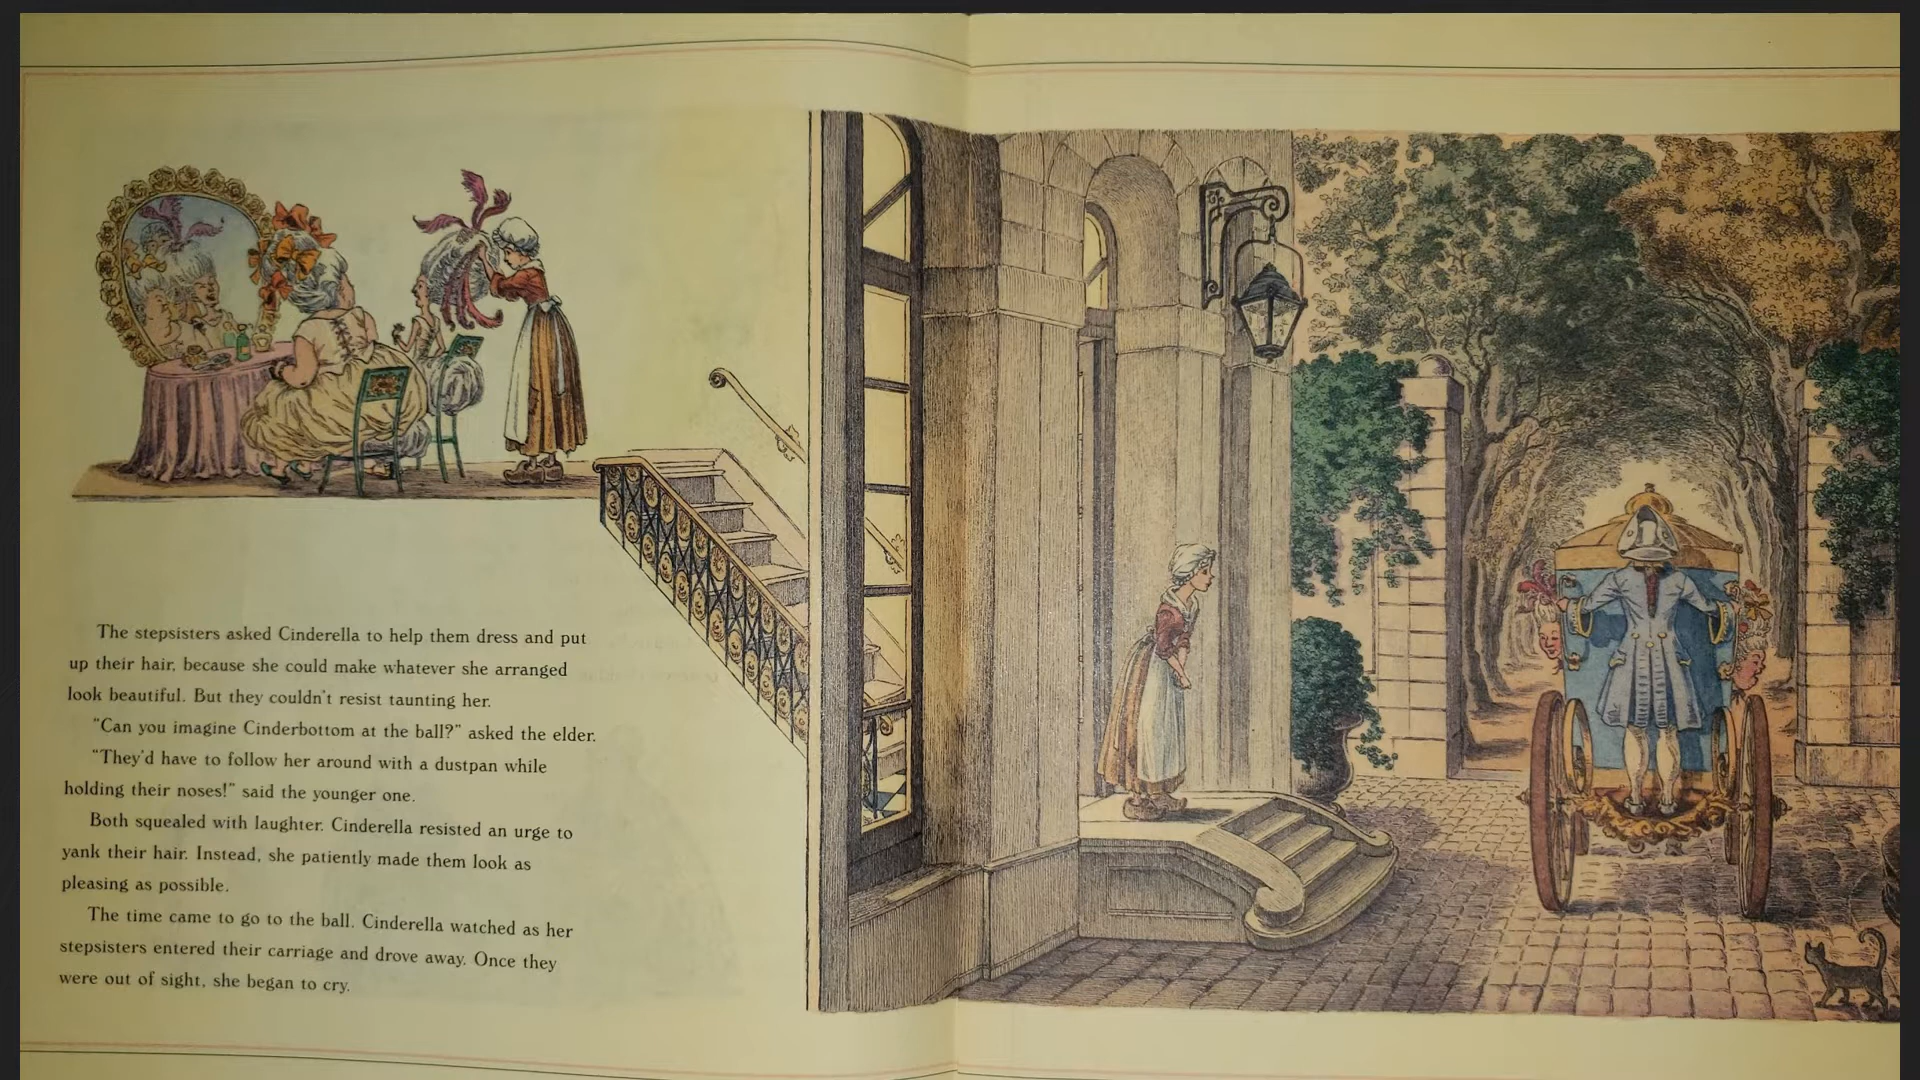 The stepsisters asked Cinderella to help them dress and put
up their hair, because she could make whatever she arranged
look beautiful. But they couldn't resist taunting her.
"Can you imagine Cinderbottom at the ball?" asked the elder.
"They'd have to follow her around with a dustpan while
holding their noses!" said the younger one.
Both squealed with laughter. Cinderella resisted an urge to
yank their hair. Instead, she patiently made them look as
pleasing as possible.
The time came to go to the ball. Cinderella watched as her
stepsisters entered their carriage and drove away. Once they
were out of sight, she began to cry.